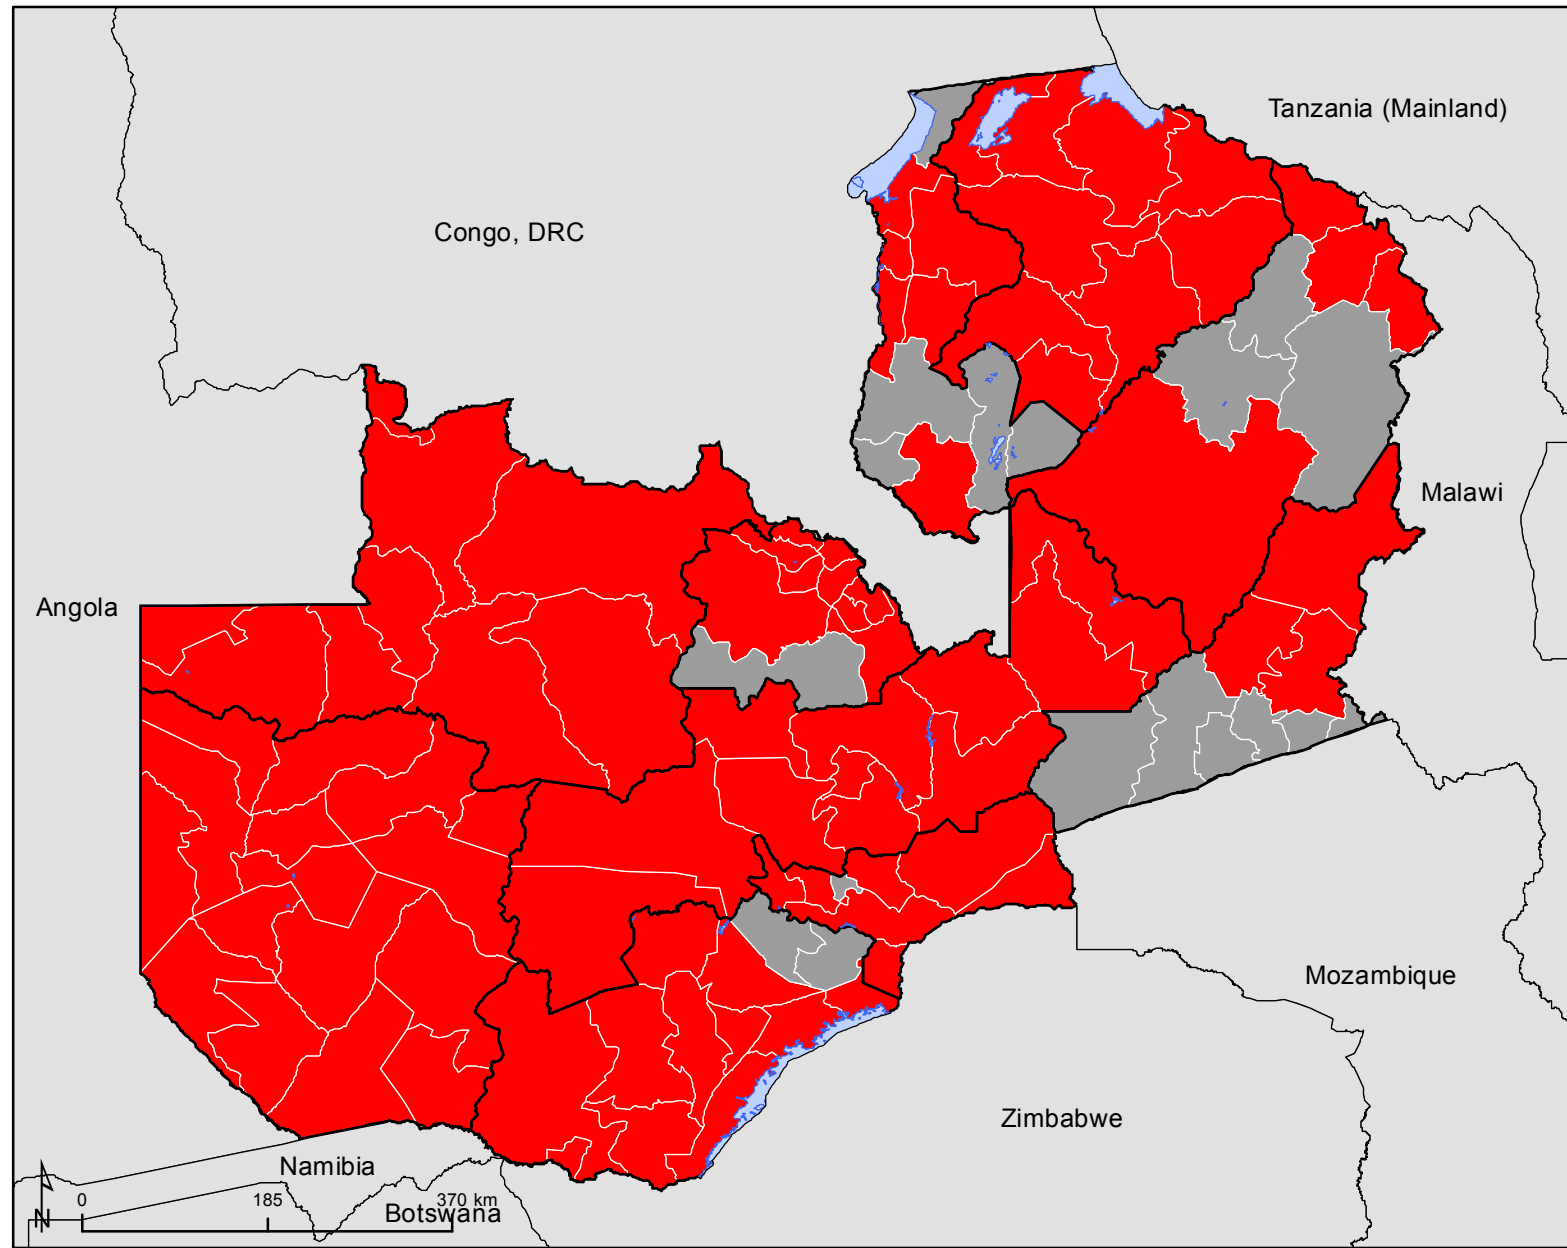 Tanzania (Mainland)
Congo, DRC
Malawi
Angola
Mozambique
Zimbabwe
Namibia
0 185 370 km
Botswana
N